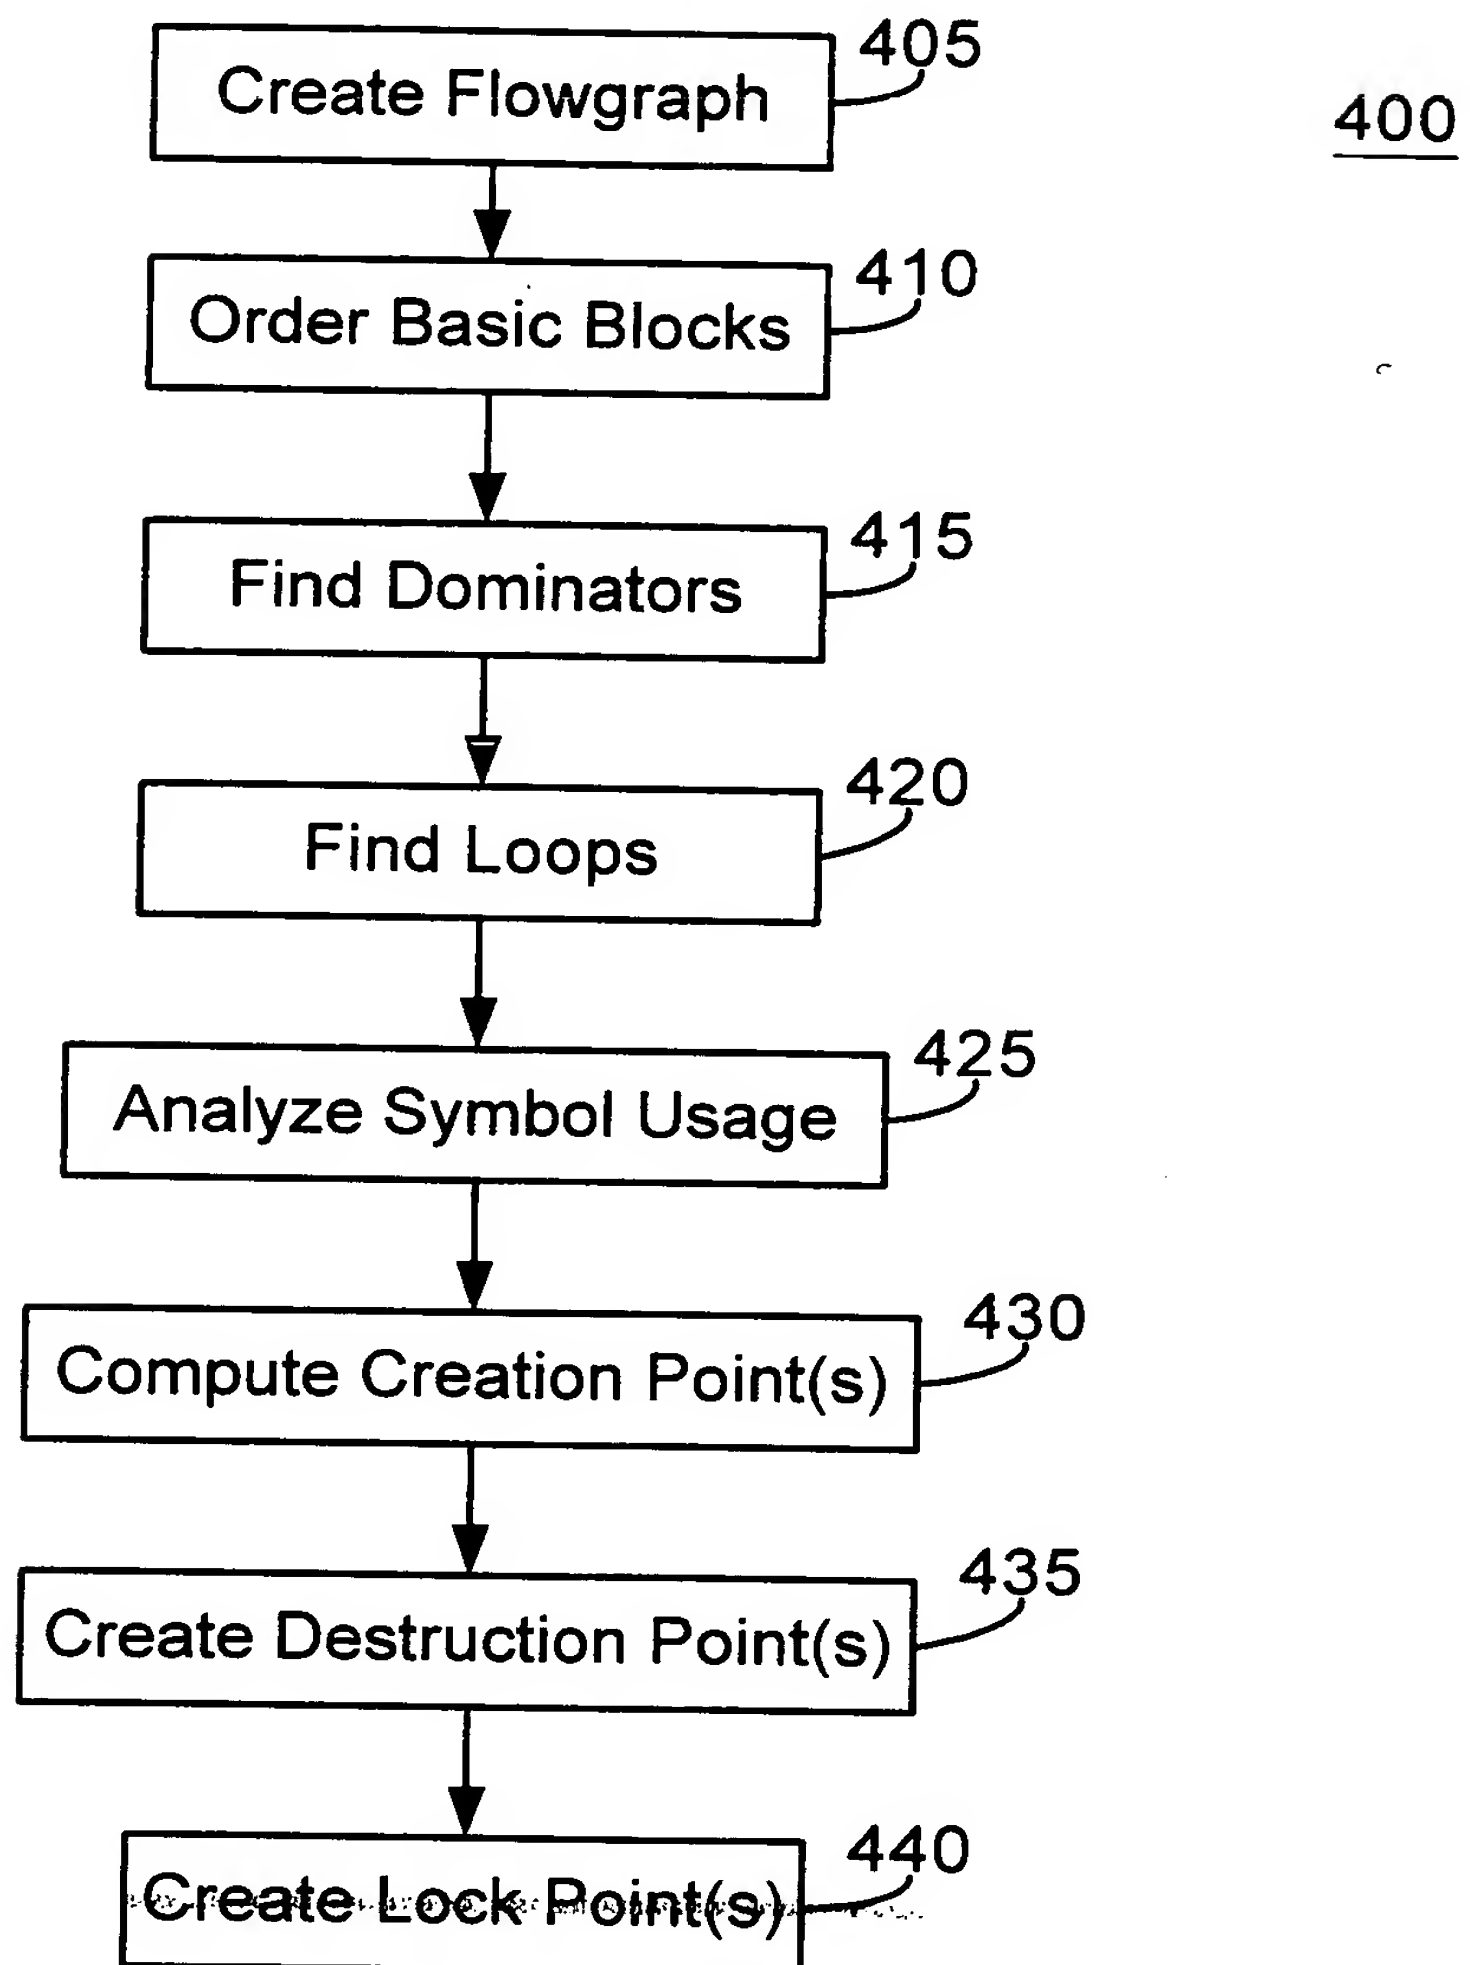 405
Create Flowgraph
400
410
Order Basic Blocks
415
Find Dominators
420
Find Loops
425
Analyze Symbol Usage
430
Compute Creation Point(s)
435
Create Destruction Point(s)
440
Create Lock Point(s)